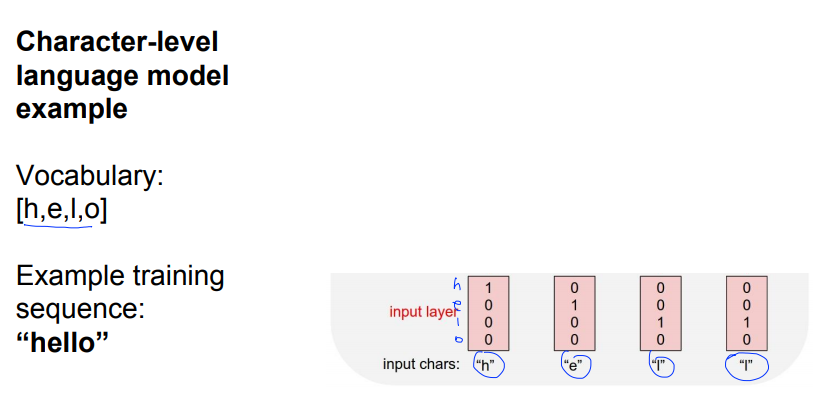 Character-level
language model
example
Vocabulary:
[h,e,l,o]
Example training
sequence:
“hello”
h 1 0 0 0
e 0 1 0 0
input layer
l 0 0 1 1
o 0 0 0 0
input chars: “h” “e” “l” “l”